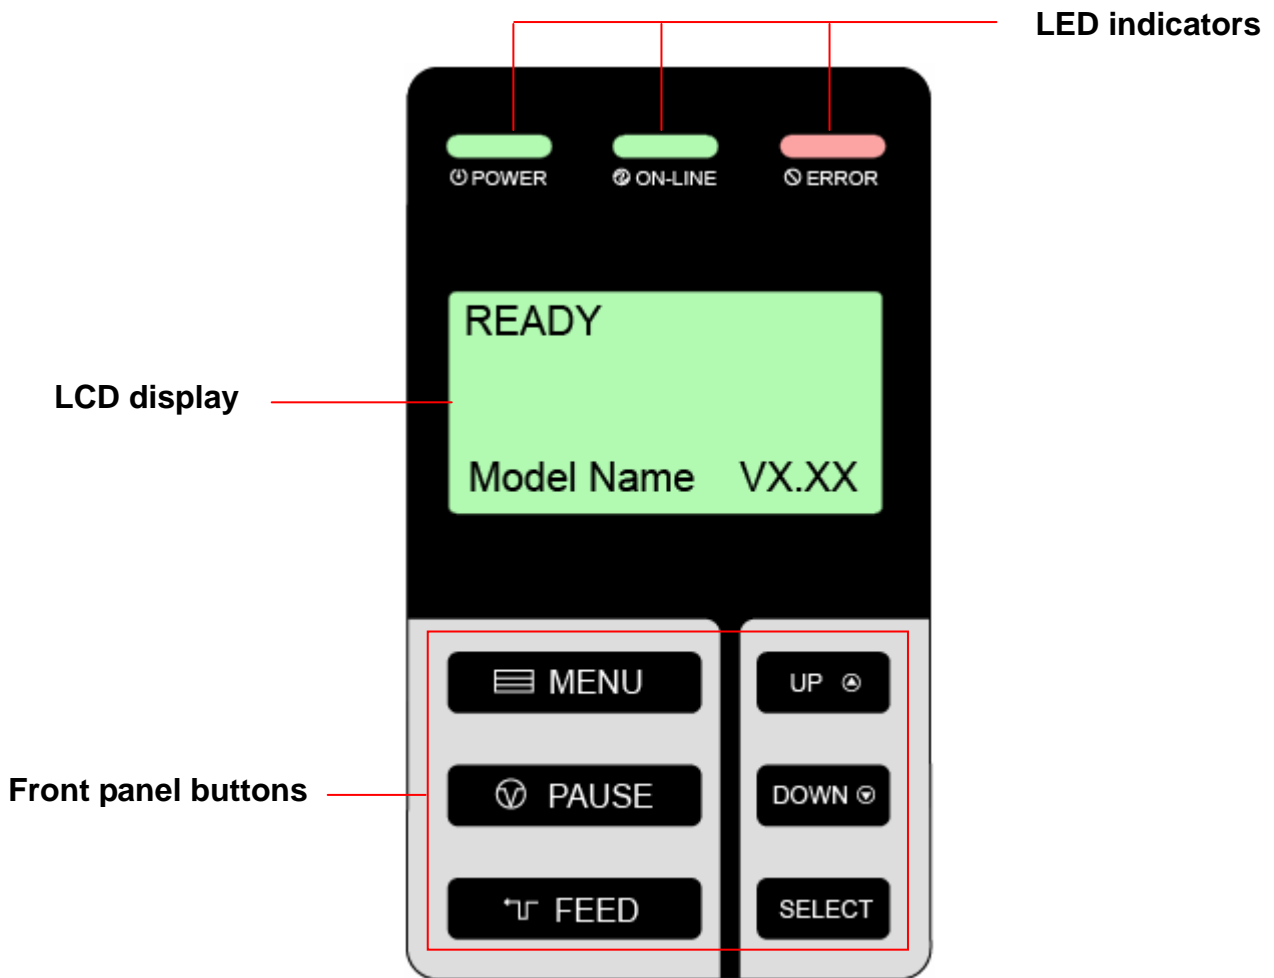 LED indicators
POWER
ON-LINE
ERROR
READY
LCD display
Model Name VX.XX
MENU
UP
Front panel buttons
PAUSE
DOWN
FEED
SELECT